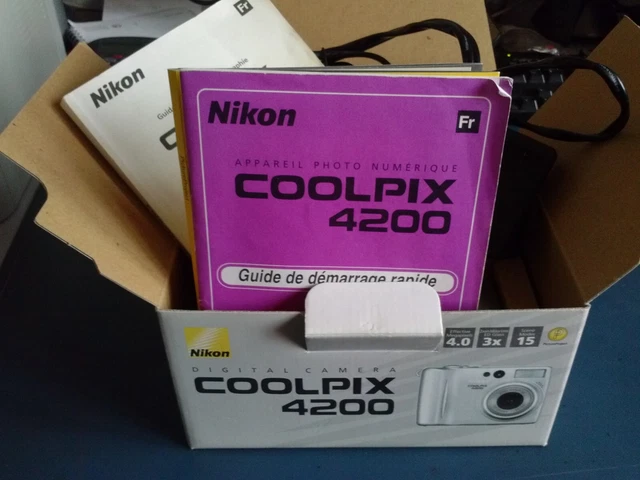 Nikon
Guide
Nikon
Fr
APPAREIL PHOTO NUMÉRIQUE
COOLPIX
4200
Guide de démarrage rapide
Nikon
4.0
3x
15
DIGITAL CAMERA
COOLPIX
4200